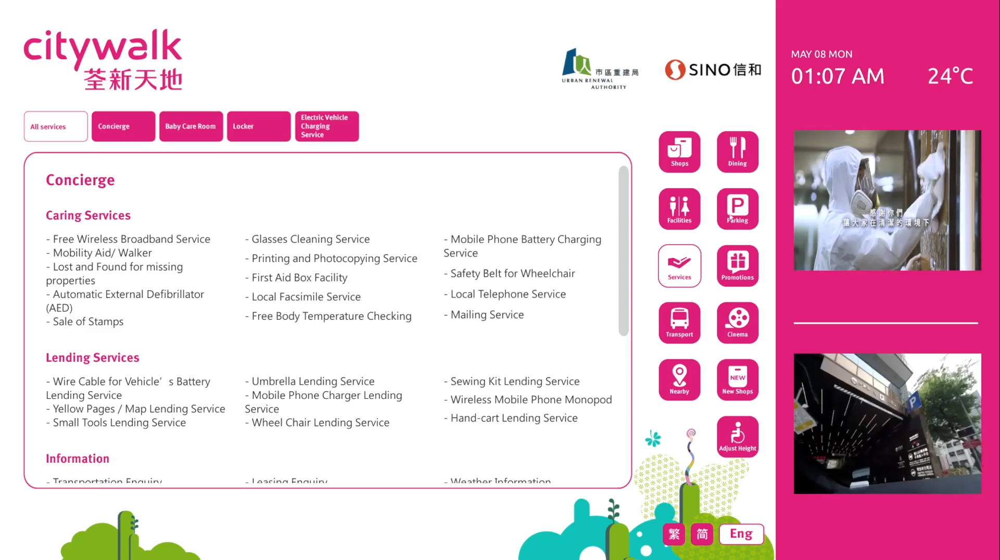 citywalk
荃新天地
市區重建局
URBAN RENEWAL
AUTHORITY
SINO信和
MAY 08 MON
01:07 AM
24°C
All services
Concierge
Baby Care Room
Locker
Electric Vehicle
Charging
Service
Concierge
Caring Services
- Free Wireless Broadband Service
- Mobility Aid/ Walker
- Lost and Found for missing
properties
- Automatic External Defibrillator
(AED)
- Sale of Stamps
- Glasses Cleaning Service
- Printing and Photocopying Service
- First Aid Box Facility
- Local Facsimile Service
- Free Body Temperature Checking
- Mobile Phone Battery Charging
Service
- Safety Belt for Wheelchair
- Local Telephone Service
- Mailing Service
Lending Services
- Wire Cable for Vehicle’s Battery
Lending Service
- Yellow Pages / Map Lending Service
- Small Tools Lending Service
- Umbrella Lending Service
- Mobile Phone Charger Lending
Service
- Wheel Chair Lending Service
- Sewing Kit Lending Service
- Wireless Mobile Phone Monopod
- Hand-cart Lending Service
Information
- Transportation Enquiry
- Leasing Enquiry
- Weather Information
Shops
Dining
Facilities
P
Parking
Services
Promotions
Transport
Cinema
Nearby
NEW
New Shops
Adjust Height
繁
简
Eng
感謝你們
讓大家在清潔的環境下
P